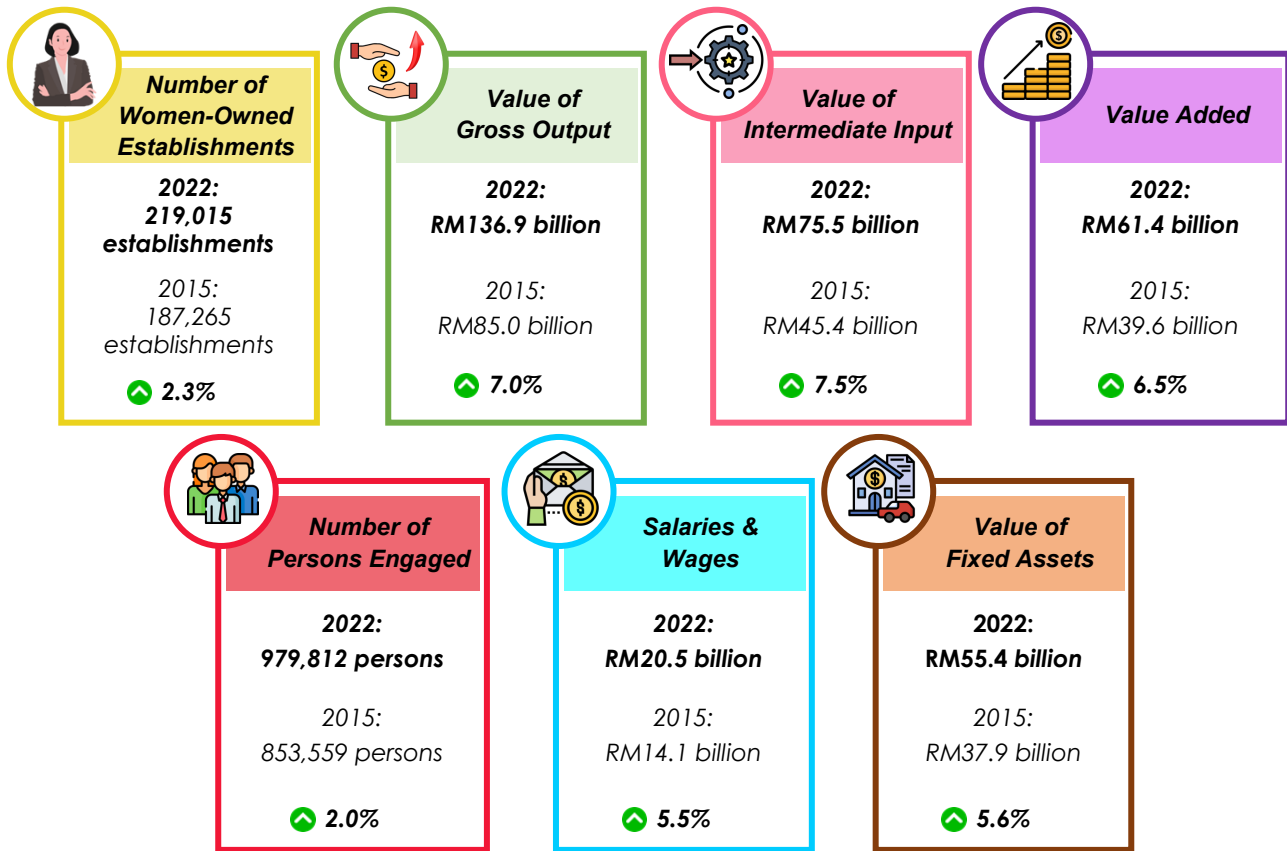 Number of
Women-Owned
Establishments
2022:
219,015
establishments
2015:
187,265
establishments
2.3%
Value of
Gross Output
2022:
RM136.9 billion
2015:
RM85.0 billion
7.0%
Value of
Intermediate Input
2022:
RM75.5 billion
2015:
RM45.4 billion
7.5%
Value Added
2022:
RM61.4 billion
2015:
RM39.6 billion
6.5%
Number of
Persons Engaged
2022:
979,812 persons
2015:
853,559 persons
2.0%
Salaries &
Wages
2022:
RM20.5 billion
2015:
RM14.1 billion
5.5%
Value of
Fixed Assets
2022:
RM55.4 billion
2015:
RM37.9 billion
5.6%